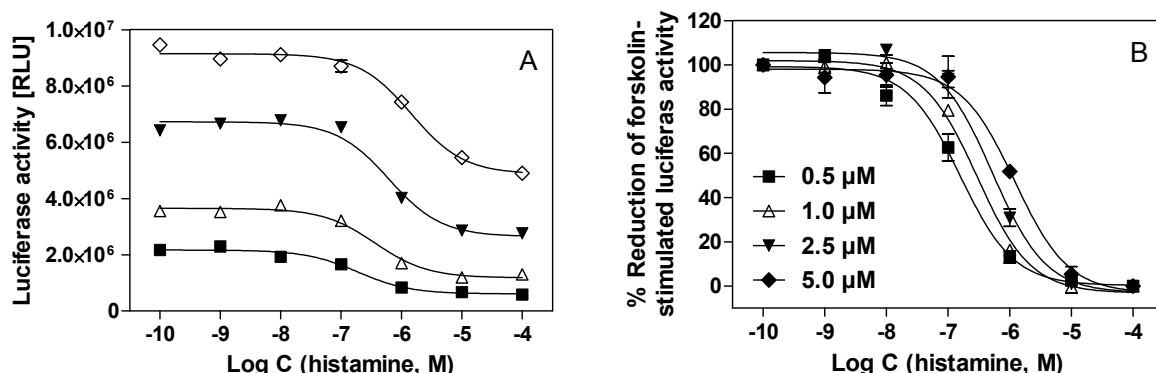 Luciferase activity [RLU]
1.0×10⁷
8.0×10⁶
6.0×10⁶
4.0×10⁶
2.0×10⁶
0
A
-10 -9 -8 -7 -6 -5 -4
Log C (histamine, M)
% Reduction of forskolin-
stimulated luciferas activity
120
100
80
60
40
20
0
B
0.5 µM
1.0 µM
2.5 µM
5.0 µM
-10 -9 -8 -7 -6 -5 -4
Log C (histamine, M)